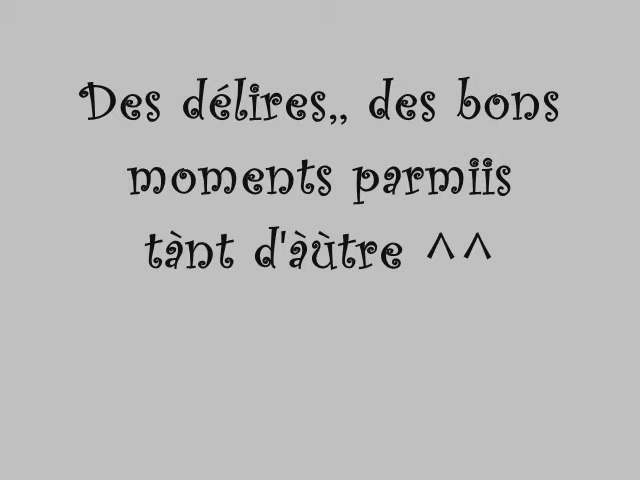 Des délires,, des bons
moments parmiis
tànt d'àùtre ^^